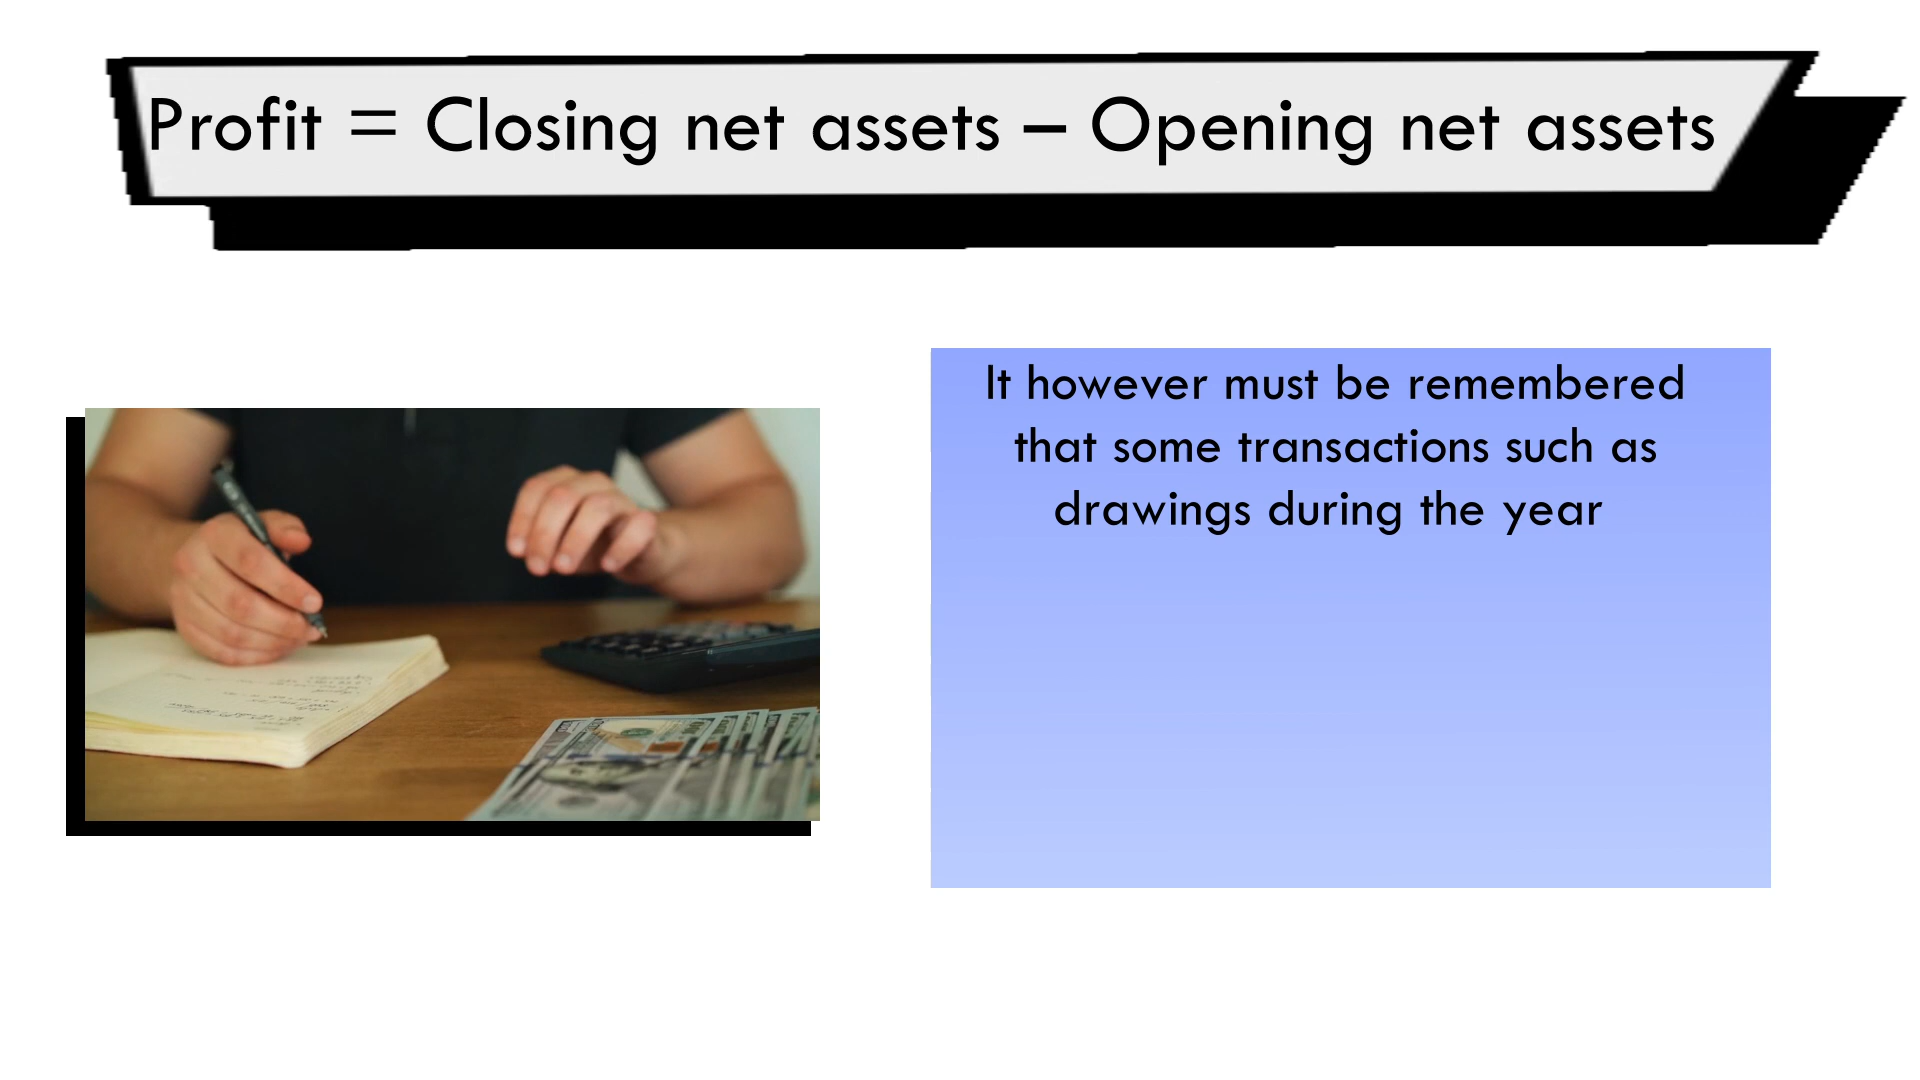 Profit = Closing net assets – Opening net assets
It however must be remembered
that some transactions such as
drawings during the year